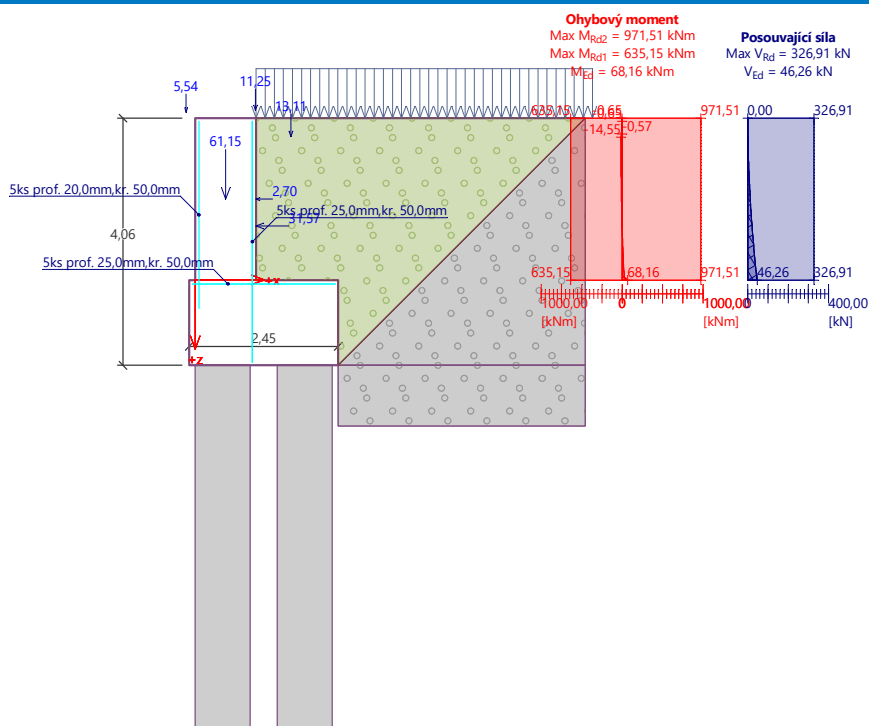 Ohybový moment
Max MRd2 = 971,51 kNm
Max MRd1 = 635,15 kNm
MEd = 68,16 kNm
Posouvající síla
Max VRd = 326,91 kN
VEd = 46,26 kN
5,54
11,25
13,11
61,15
635,15
-0,65
-0,65
-0,57
-14,55
971,51
0,00
326,91
5ks prof. 20,0mm,kr. 50,0mm
2,70
5ks prof. 25,0mm,kr. 50,0mm
31,57
4,06
5ks prof. 25,0mm,kr. 50,0mm
+x
635,15
68,16
971,51
46,26
326,91
1000,00
0
1000,00
0
400,00
[kNm]
[kNm]
[kN]
2,45
+z